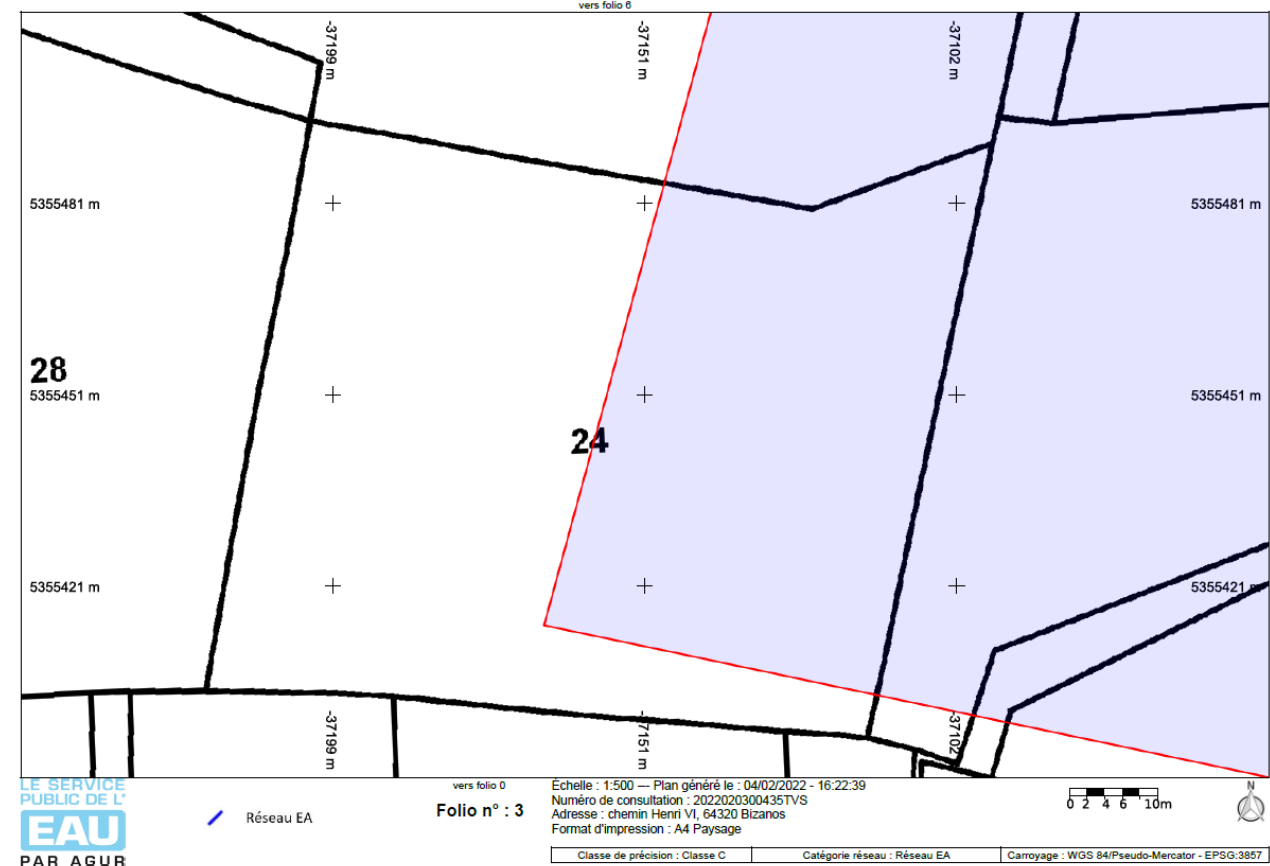 vers folio 6
-37199 m
-37151 m
-37102 m
5355481 m
5355481 m
28
5355451 m
5355451 m
24
5355421 m
5355421 m
-37199 m
-37151 m
-37102
LE SERVICE
PUBLIC DE L'
EAU
PAR AGUR
Réseau EA
vers folio 0
Folio n° : 3
Échelle : 1:500 — Plan généré le : 04/02/2022 - 16:22:39
Numéro de consultation : 2022020300435TVS
Adresse : chemin Henri VI, 64320 Bizanos
Format d'impression : A4 Paysage
Classe de précision : Classe C
Catégorie réseau : Réseau EA
Carroyage : WGS 84/Pseudo-Mercator - EPSG:3857
0 2 4 6 10m
N